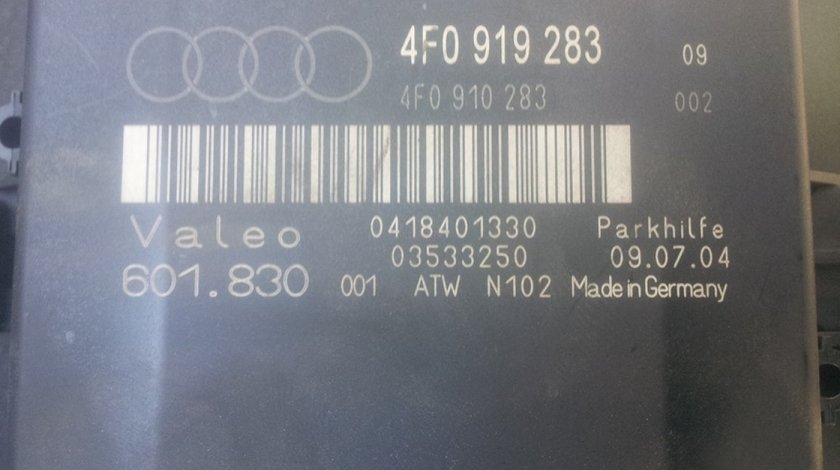 4F0 919 283 09
4F0 910 283 002
Valeo 0418401330 Parkhilfe
03533250 09.07.04
601.830 001 ATW N102 Made in Germany